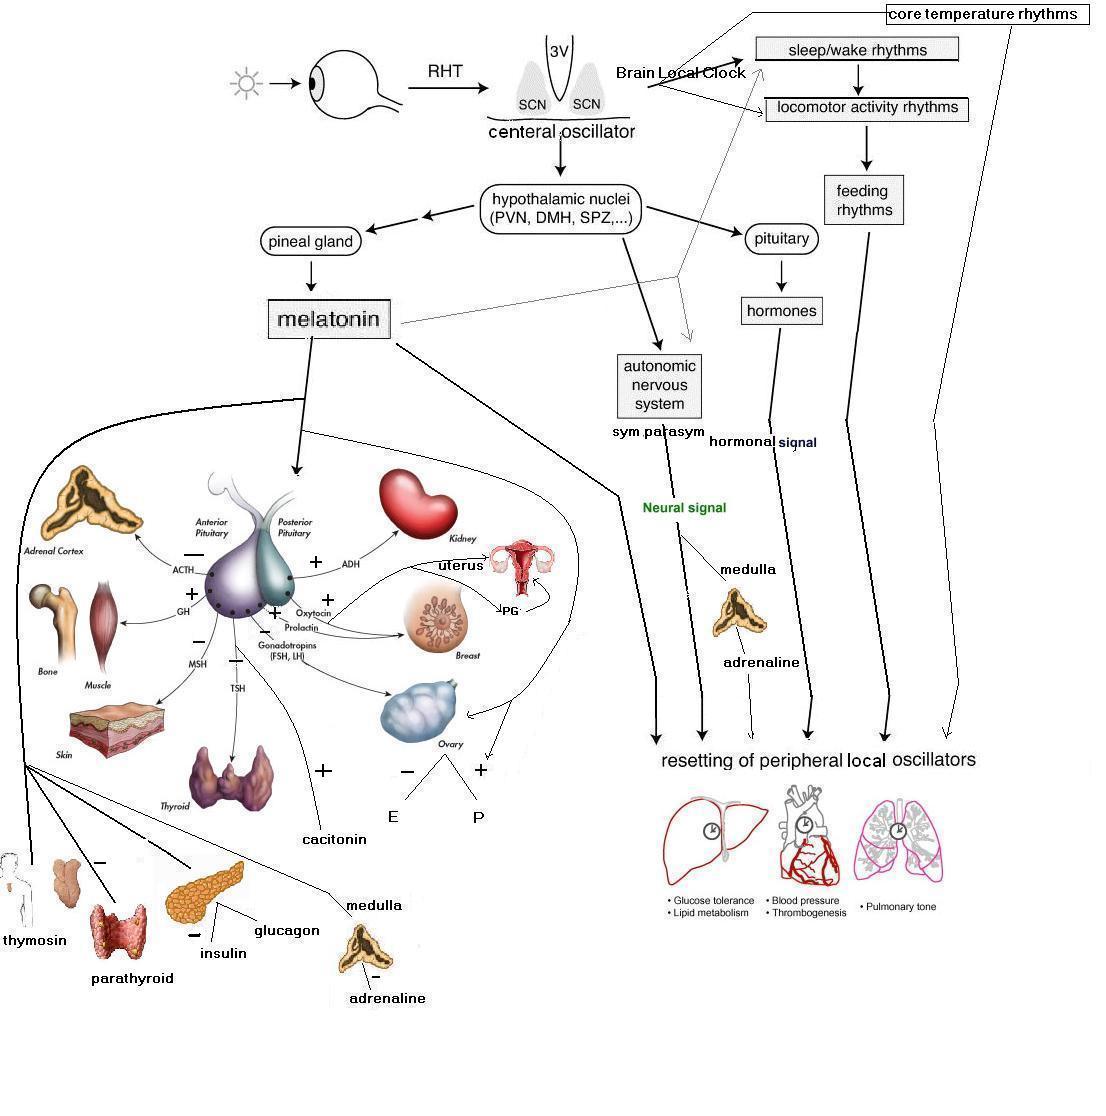 core temperature rhythms
3V
sleep/wake rhythms
RHT
Brain Local Clock
SCN
SCN
locomotor activity rhythms
centeral oscillator
hypothalamic nuclei
(PVN, DMH, SPZ,...)
feeding
rhythms
pineal gland
pituitary
melatonin
hormones
autonomic
nervous
system
sym parasym
hormonal signal
Neural signal
Anterior
Pituitary
Posterior
Pituitary
Kidney
Adrenal Cortex
ACTH
−
+
ADH
uterus
medulla
GH
+
+
Oxytocin
PG
+
Prolactin
−
Gonadotropins
(FSH, LH)
Breast
Bone
Muscle
−
MSH
−
TSH
adrenaline
Skin
Ovary
Thyroid
+
−
+
E
P
cacitonin
resetting of peripheral local oscillators
• Glucose tolerance
• Lipid metabolism
• Blood pressure
• Thrombogenesis
• Pulmonary tone
−
thymosin
parathyroid
−
insulin
glucagon
medulla
−
adrenaline